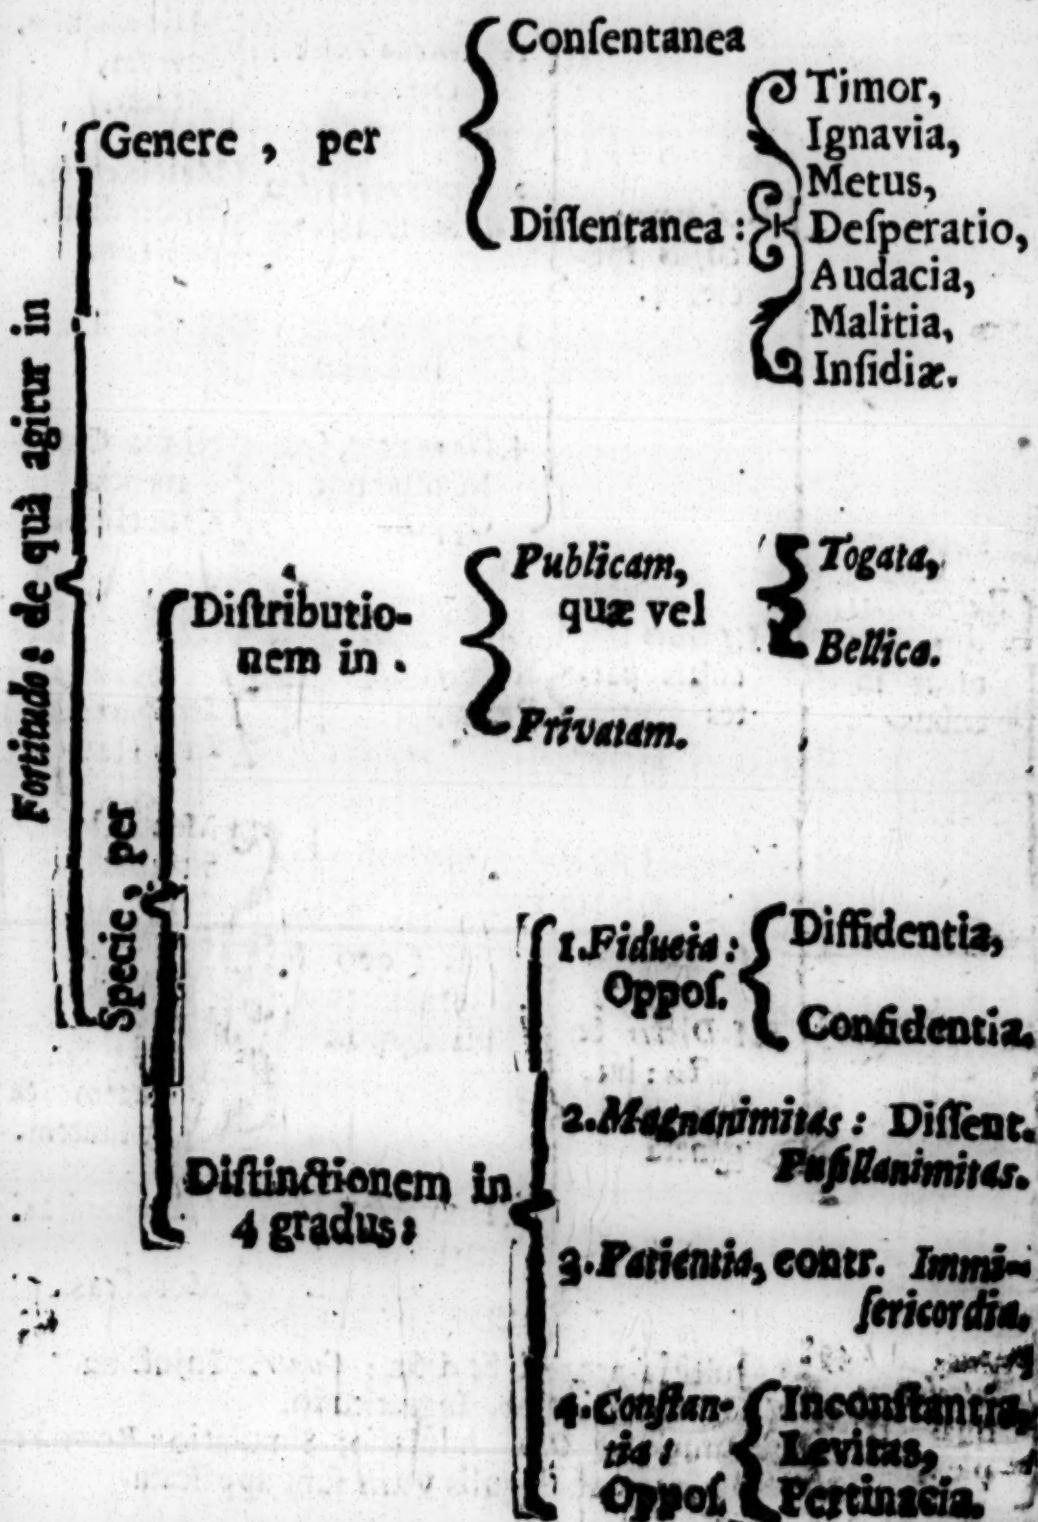 Fortitudo; de quà agitur in
Genere, per
Conſentanea
Diſſentanea:
Timor,
Ignavia,
Metus,
Deſperatio,
Audacia,
Malitia,
Inſidiæ.
Specie, per
Diſtributio-
nem in.
Publicam,
quæ vel
Togata,
Bellica.
Privatam.
Diſtinctionem in
4 gradus:
1. Fiducia:
Oppoſ.
Diffidentia,
Confidentia.
2. Magnanimitas: Diſſent.
Puſillanimitas.
3. Patientia, contr. Immi-
ſericordia.
4. Conſtan-
tia:
Oppoſ.
Inconſtantia,
Levitas,
Pertinacia.